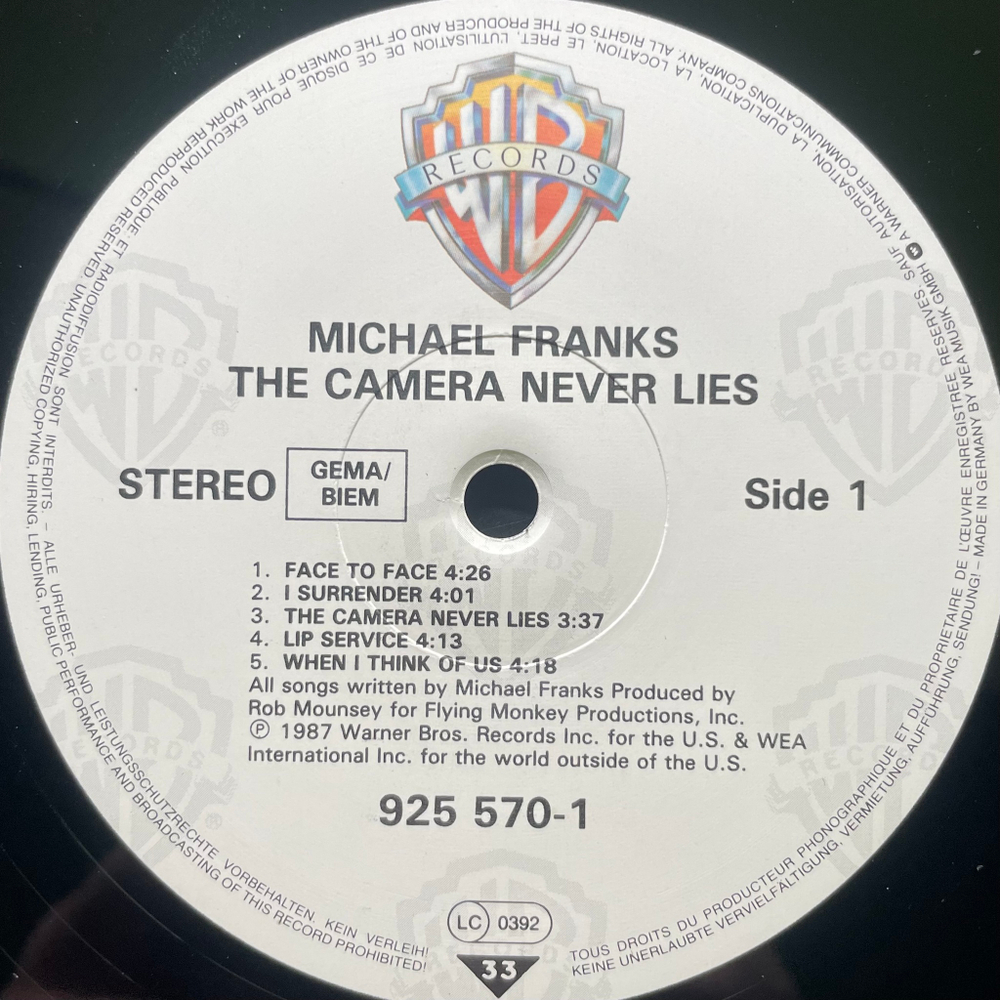 WB
RECORDS
MICHAEL FRANKS
THE CAMERA NEVER LIES
STEREO
GEMA/
BIEM
Side 1
1. FACE TO FACE 4:26
2. I SURRENDER 4:01
3. THE CAMERA NEVER LIES 3:37
4. LIP SERVICE 4:13
5. WHEN I THINK OF US 4:18
All songs written by Michael Franks Produced by
Rob Mounsey for Flying Monkey Productions, Inc.
Ⓟ 1987 Warner Bros. Records Inc. for the U.S. & WEA
International Inc. for the world outside of the U.S.
925 570-1
LC 0392
33
TOUS DROITS DU PRODUCTEUR PHONOGRAPHIQUE ET DU PROPRIETAIRE DE L'ŒUVRE ENREGISTREE RESERVES. SAUF AUTORISATION, LA DUPLICATION, LA LOCATION, LE PRET, L'UTILISATION DE CE DISQUE POUR EXECUTION PUBLIQUE ET RADIODIFFUSION SONT INTERDITS. – ALLE URHEBER- UND LEISTUNGSSCHUTZRECHTE VORBEHALTEN. KEIN VERLEIH!
KEINE UNERLAUBTE VERVIELFÄLTIGUNG, VERMIETUNG, AUFFÜHRUNG, SENDUNG! – MADE IN GERMANY BY WEA MUSIK GMBH A WARNER COMMUNICATIONS COMPANY. ALL RIGHTS OF THE PRODUCER AND OF THE OWNER OF THE WORK REPRODUCED RESERVED. UNAUTHORIZED COPYING, HIRING, LENDING, PUBLIC PERFORMANCE AND BROADCASTING OF THIS RECORD PROHIBITED!